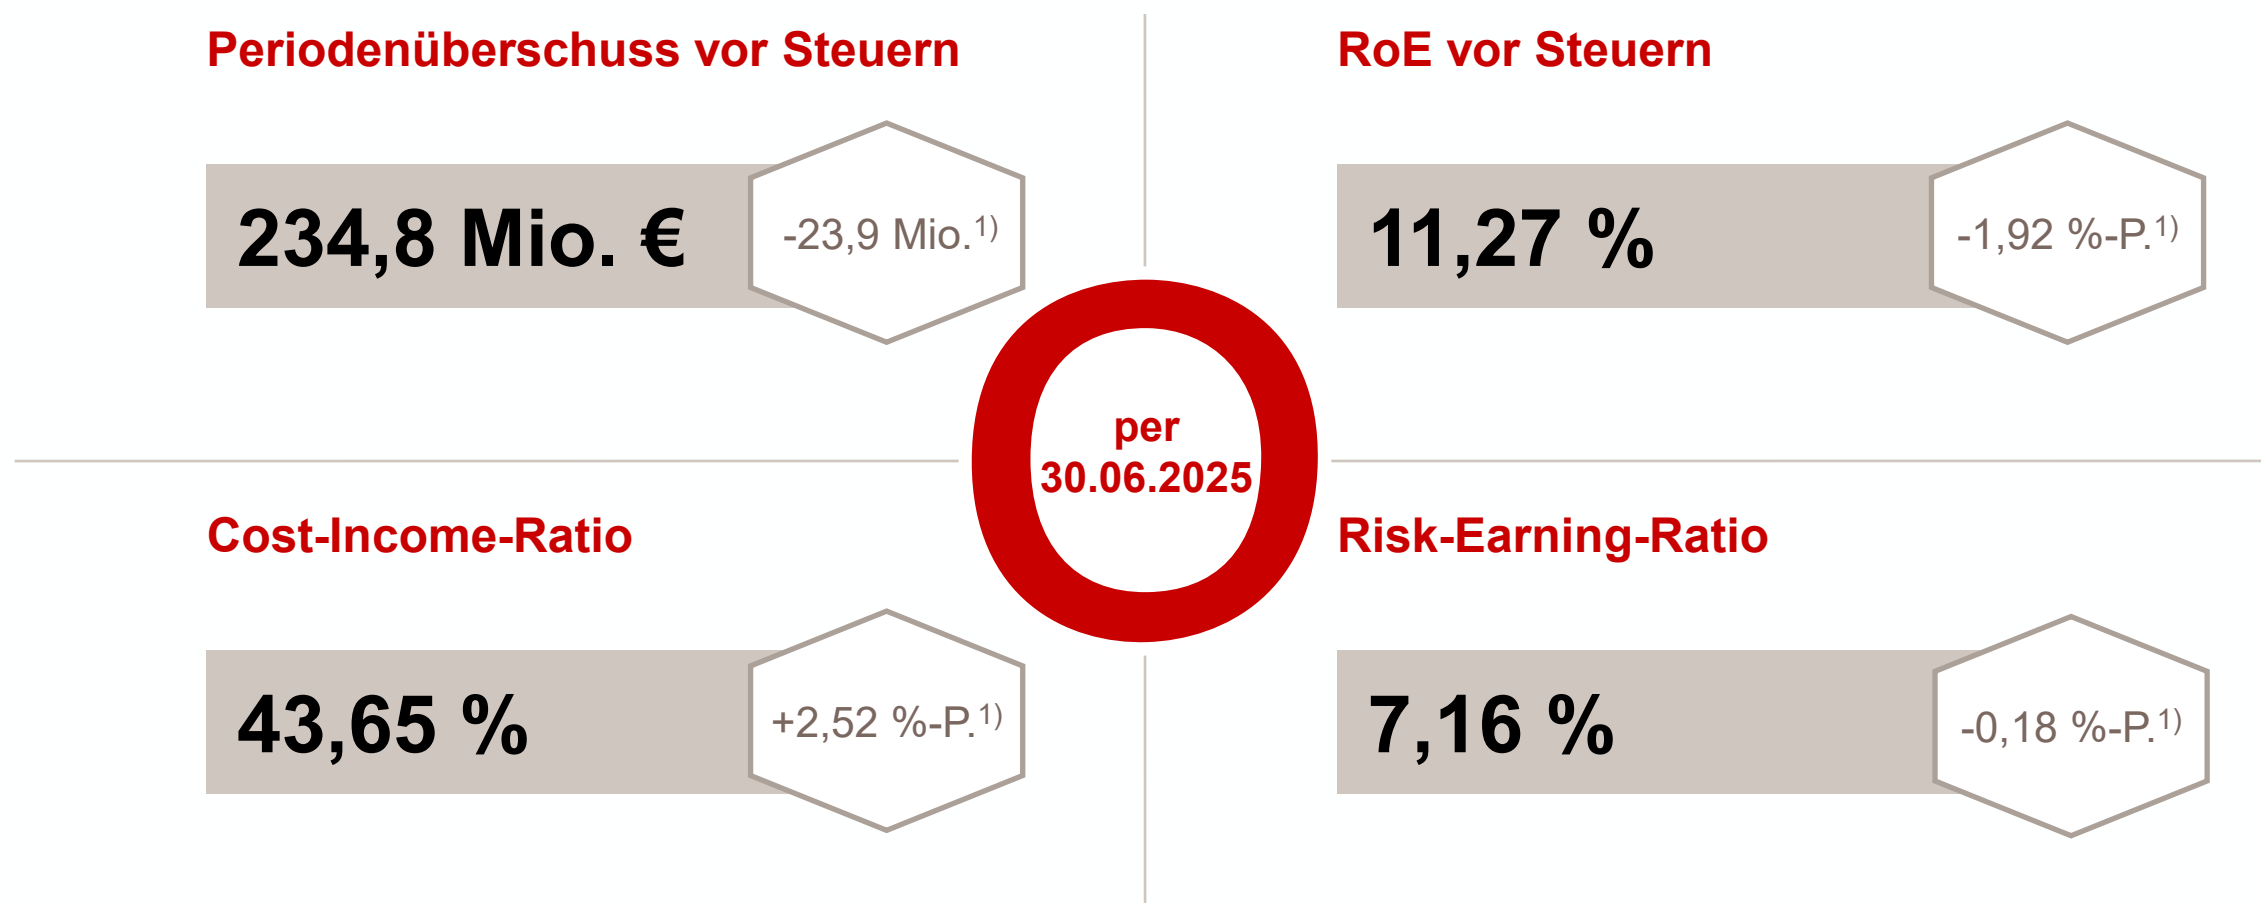 Periodenüberschuss vor Steuern
234,8 Mio. €
-23,9 Mio.1)
RoE vor Steuern
11,27 %
-1,92 %-P.1)
per
30.06.2025
Cost-Income-Ratio
43,65 %
+2,52 %-P.1)
Risk-Earning-Ratio
7,16 %
-0,18 %-P.1)